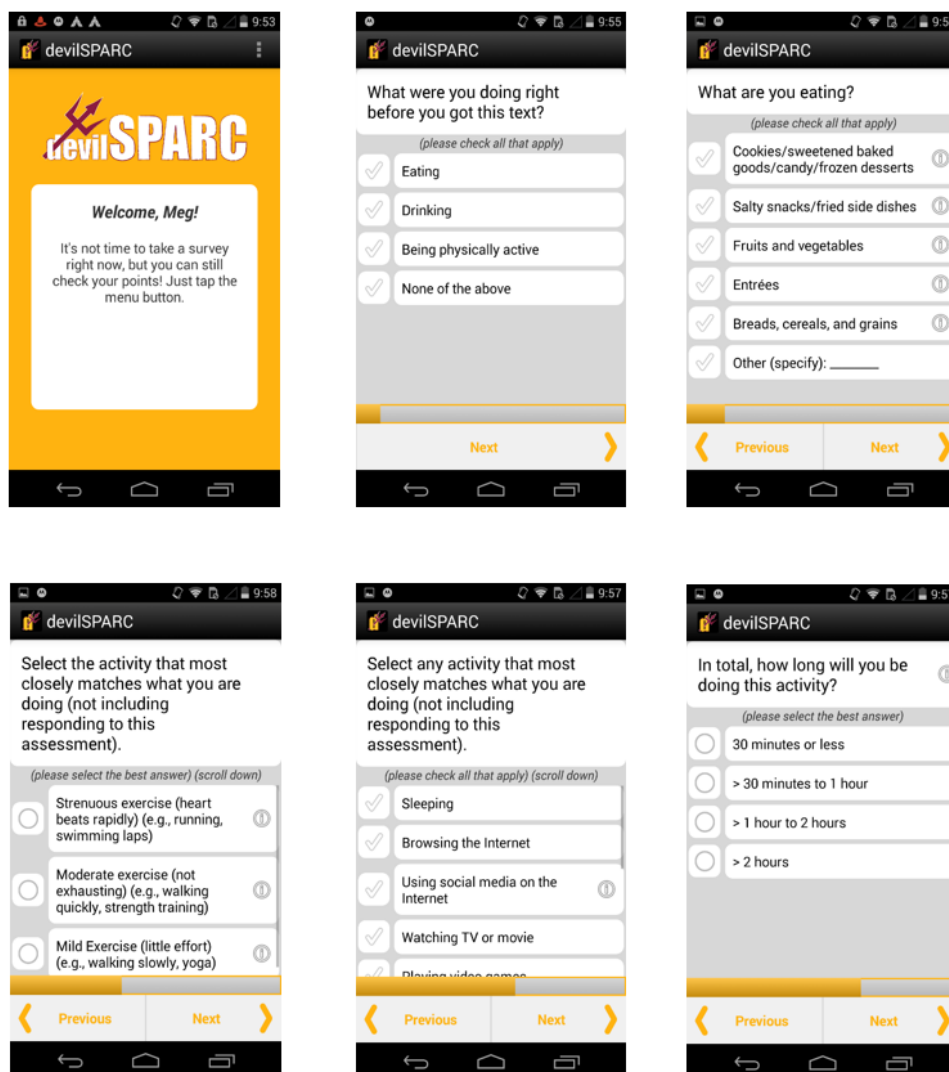 9:53
devilSPARC
devilSPARC
Welcome, Meg!
It's not time to take a survey
right now, but you can still
check your points! Just tap the
menu button.
9:55
devilSPARC
What were you doing right
before you got this text?
(please check all that apply)
Eating
Drinking
Being physically active
None of the above
Next
devilSPARC
What are you eating?
(please check all that apply)
Cookies/sweetened baked
goods/candy/frozen desserts
Salty snacks/fried side dishes
Fruits and vegetables
Entrées
Breads, cereals, and grains
Other (specify): ______
Previous Next
9:58
devilSPARC
Select the activity that most
closely matches what you are
doing (not including
responding to this
assessment).
(please select the best answer) (scroll down)
Strenuous exercise (heart
beats rapidly) (e.g., running,
swimming laps)
Moderate exercise (not
exhausting) (e.g., walking
quickly, strength training)
Mild Exercise (little effort)
(e.g., walking slowly, yoga)
Previous Next
9:57
devilSPARC
Select any activity that most
closely matches what you are
doing (not including
responding to this
assessment).
(please check all that apply) (scroll down)
Sleeping
Browsing the Internet
Using social media on the
Internet
Watching TV or movie
Playing video games
Previous Next
devilSPARC
In total, how long will you be
doing this activity?
(please select the best answer)
30 minutes or less
> 30 minutes to 1 hour
> 1 hour to 2 hours
> 2 hours
Previous Next